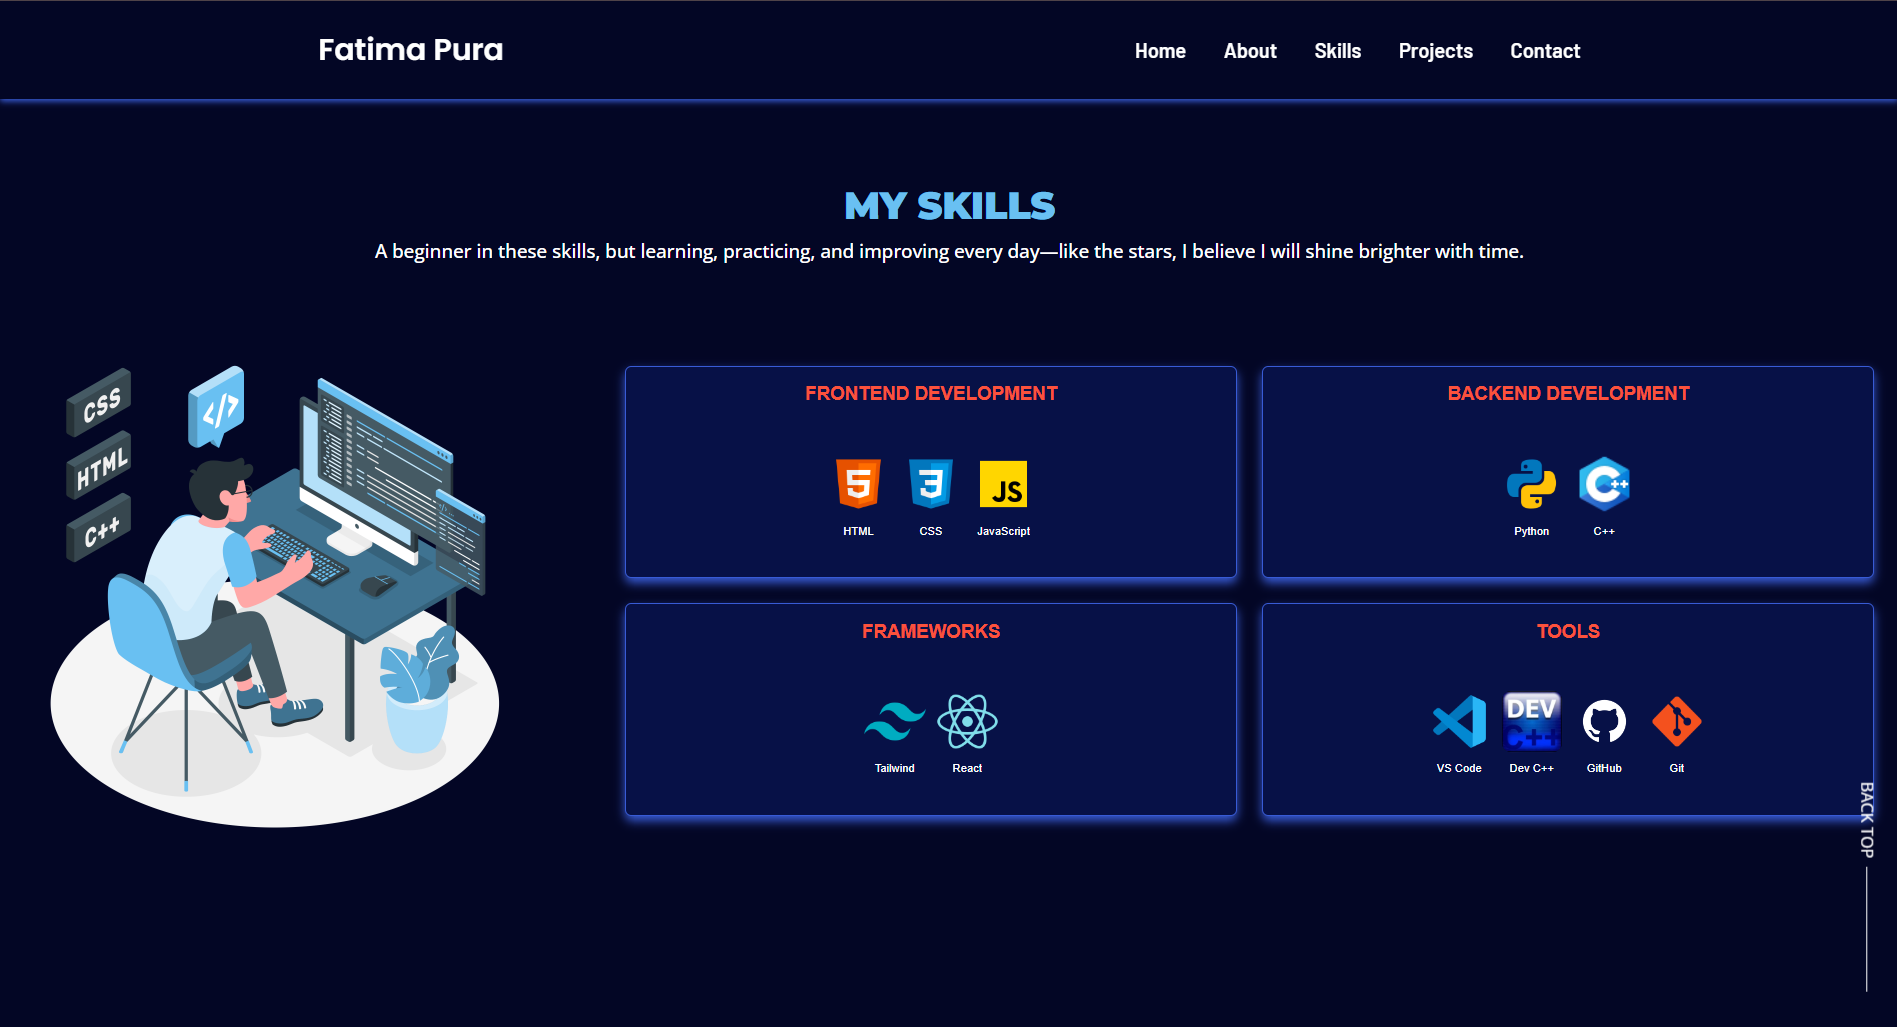 Fatima Pura
Home About Skills Projects Contact
MY SKILLS
A beginner in these skills, but learning, practicing, and improving every day—like the stars, I believe I will shine brighter with time.
CSS
</>
HTML
C++
FRONTEND DEVELOPMENT
5 3 JS
HTML CSS JavaScript
BACKEND DEVELOPMENT
C++
Python C++
FRAMEWORKS
Tailwind React
TOOLS
DEV
C++
VS Code Dev C++ GitHub Git
BACK TOP